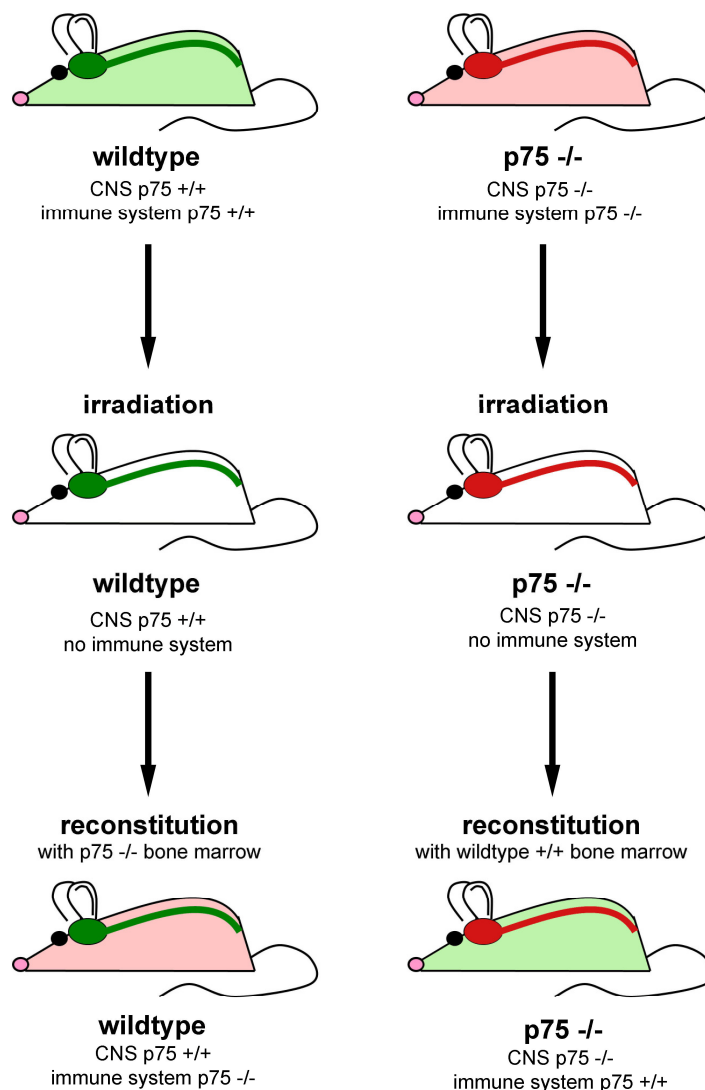 wildtype
CNS p75 +/+
immune system p75 +/+
p75 -/-
CNS p75 -/-
immune system p75 -/-
irradiation
irradiation
wildtype
CNS p75 +/+
no immune system
p75 -/-
CNS p75 -/-
no immune system
reconstitution
with p75 -/- bone marrow
reconstitution
with wildtype +/+ bone marrow
wildtype
CNS p75 +/+
immune system p75 -/-
p75 -/-
CNS p75 -/-
immune system p75 +/+